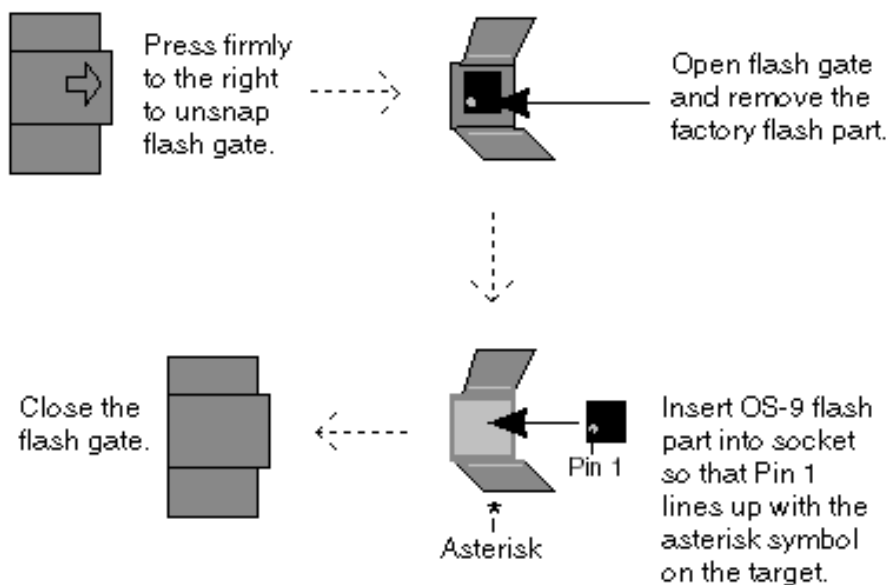 Press firmly
to the right
to unsnap
flash gate.
Open flash gate
and remove the
factory flash part.
Close the
flash gate.
*
Asterisk
Pin 1
Insert OS-9 flash
part into socket
so that Pin 1
lines up with the
asterisk symbol
on the target.